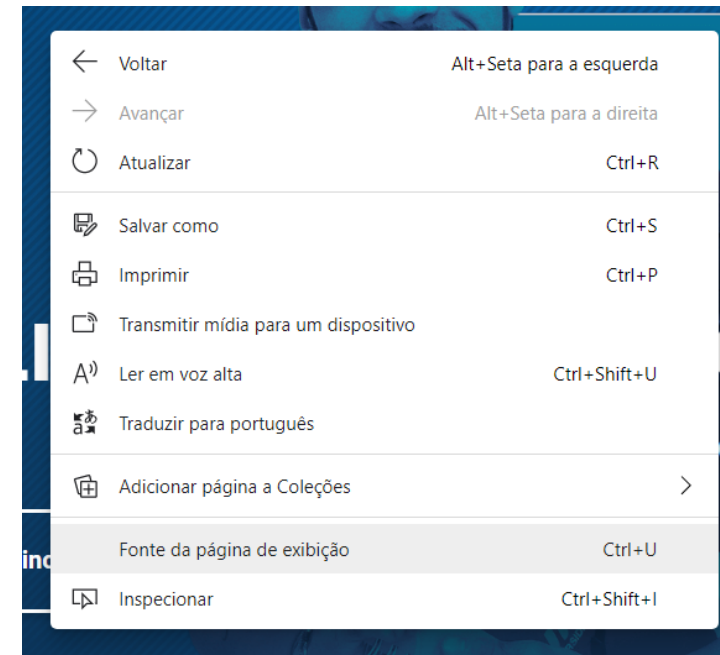 Voltar Alt+Seta para a esquerda
Avançar Alt+Seta para a direita
Atualizar Ctrl+R
Salvar como Ctrl+S
Imprimir Ctrl+P
Transmitir mídia para um dispositivo
Ler em voz alta Ctrl+Shift+U
Traduzir para português
Adicionar página a Coleções
Fonte da página de exibição Ctrl+U
Inspecionar Ctrl+Shift+I